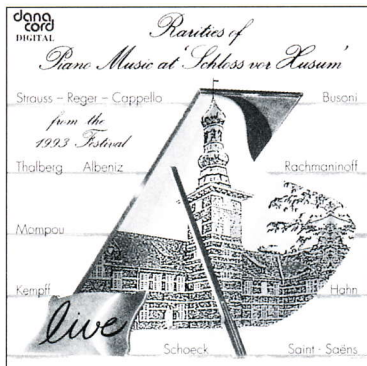 dana
cord
DIGITAL
Rarities of
Piano Music at 'Schloss vor Husum'
Strauss – Reger – Cappello
Busoni
from the
1993 Festival
Thalberg Albeniz
Rachmaninoff
Mompou
Kempff
Hahn
live
Schoeck
Saint-Saëns